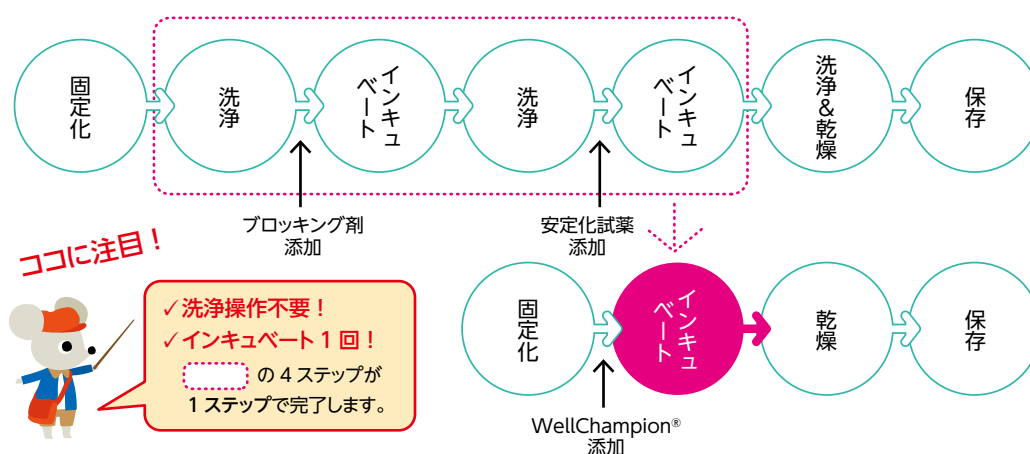 固定化
洗浄
インキュベート
洗浄
インキュベート
洗浄&乾燥
保存
ブロッキング剤
添加
安定化試薬
添加
ココに注目！
✓洗浄操作不要！
✓インキュベート1回！
の4ステップが
1ステップで完了します。
固定化
インキュベート
乾燥
保存
WellChampion®
添加